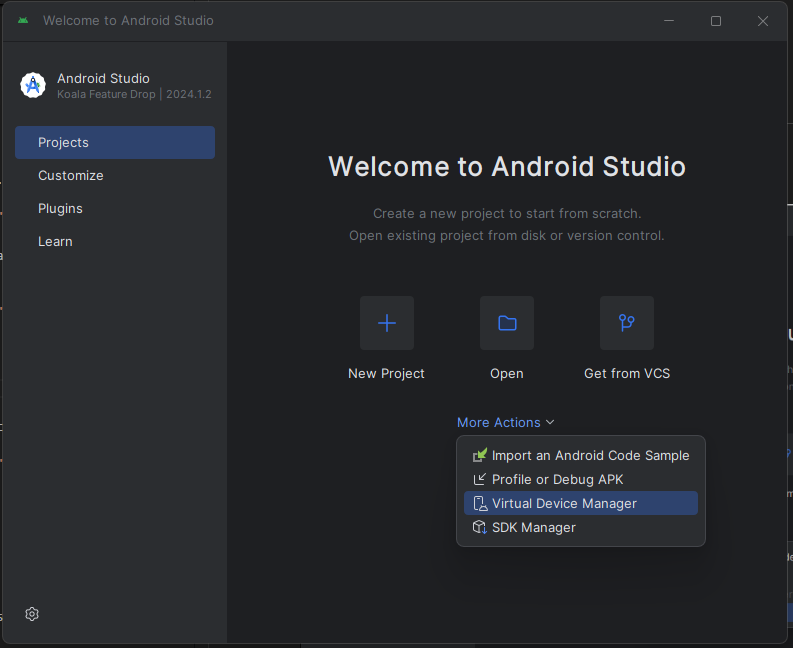 Welcome to Android Studio
Android Studio
Koala Feature Drop | 2024.1.2
Projects
Customize
Plugins
Learn
Welcome to Android Studio
Create a new project to start from scratch.
Open existing project from disk or version control.
New Project
Open
Get from VCS
More Actions
Import an Android Code Sample
Profile or Debug APK
Virtual Device Manager
SDK Manager